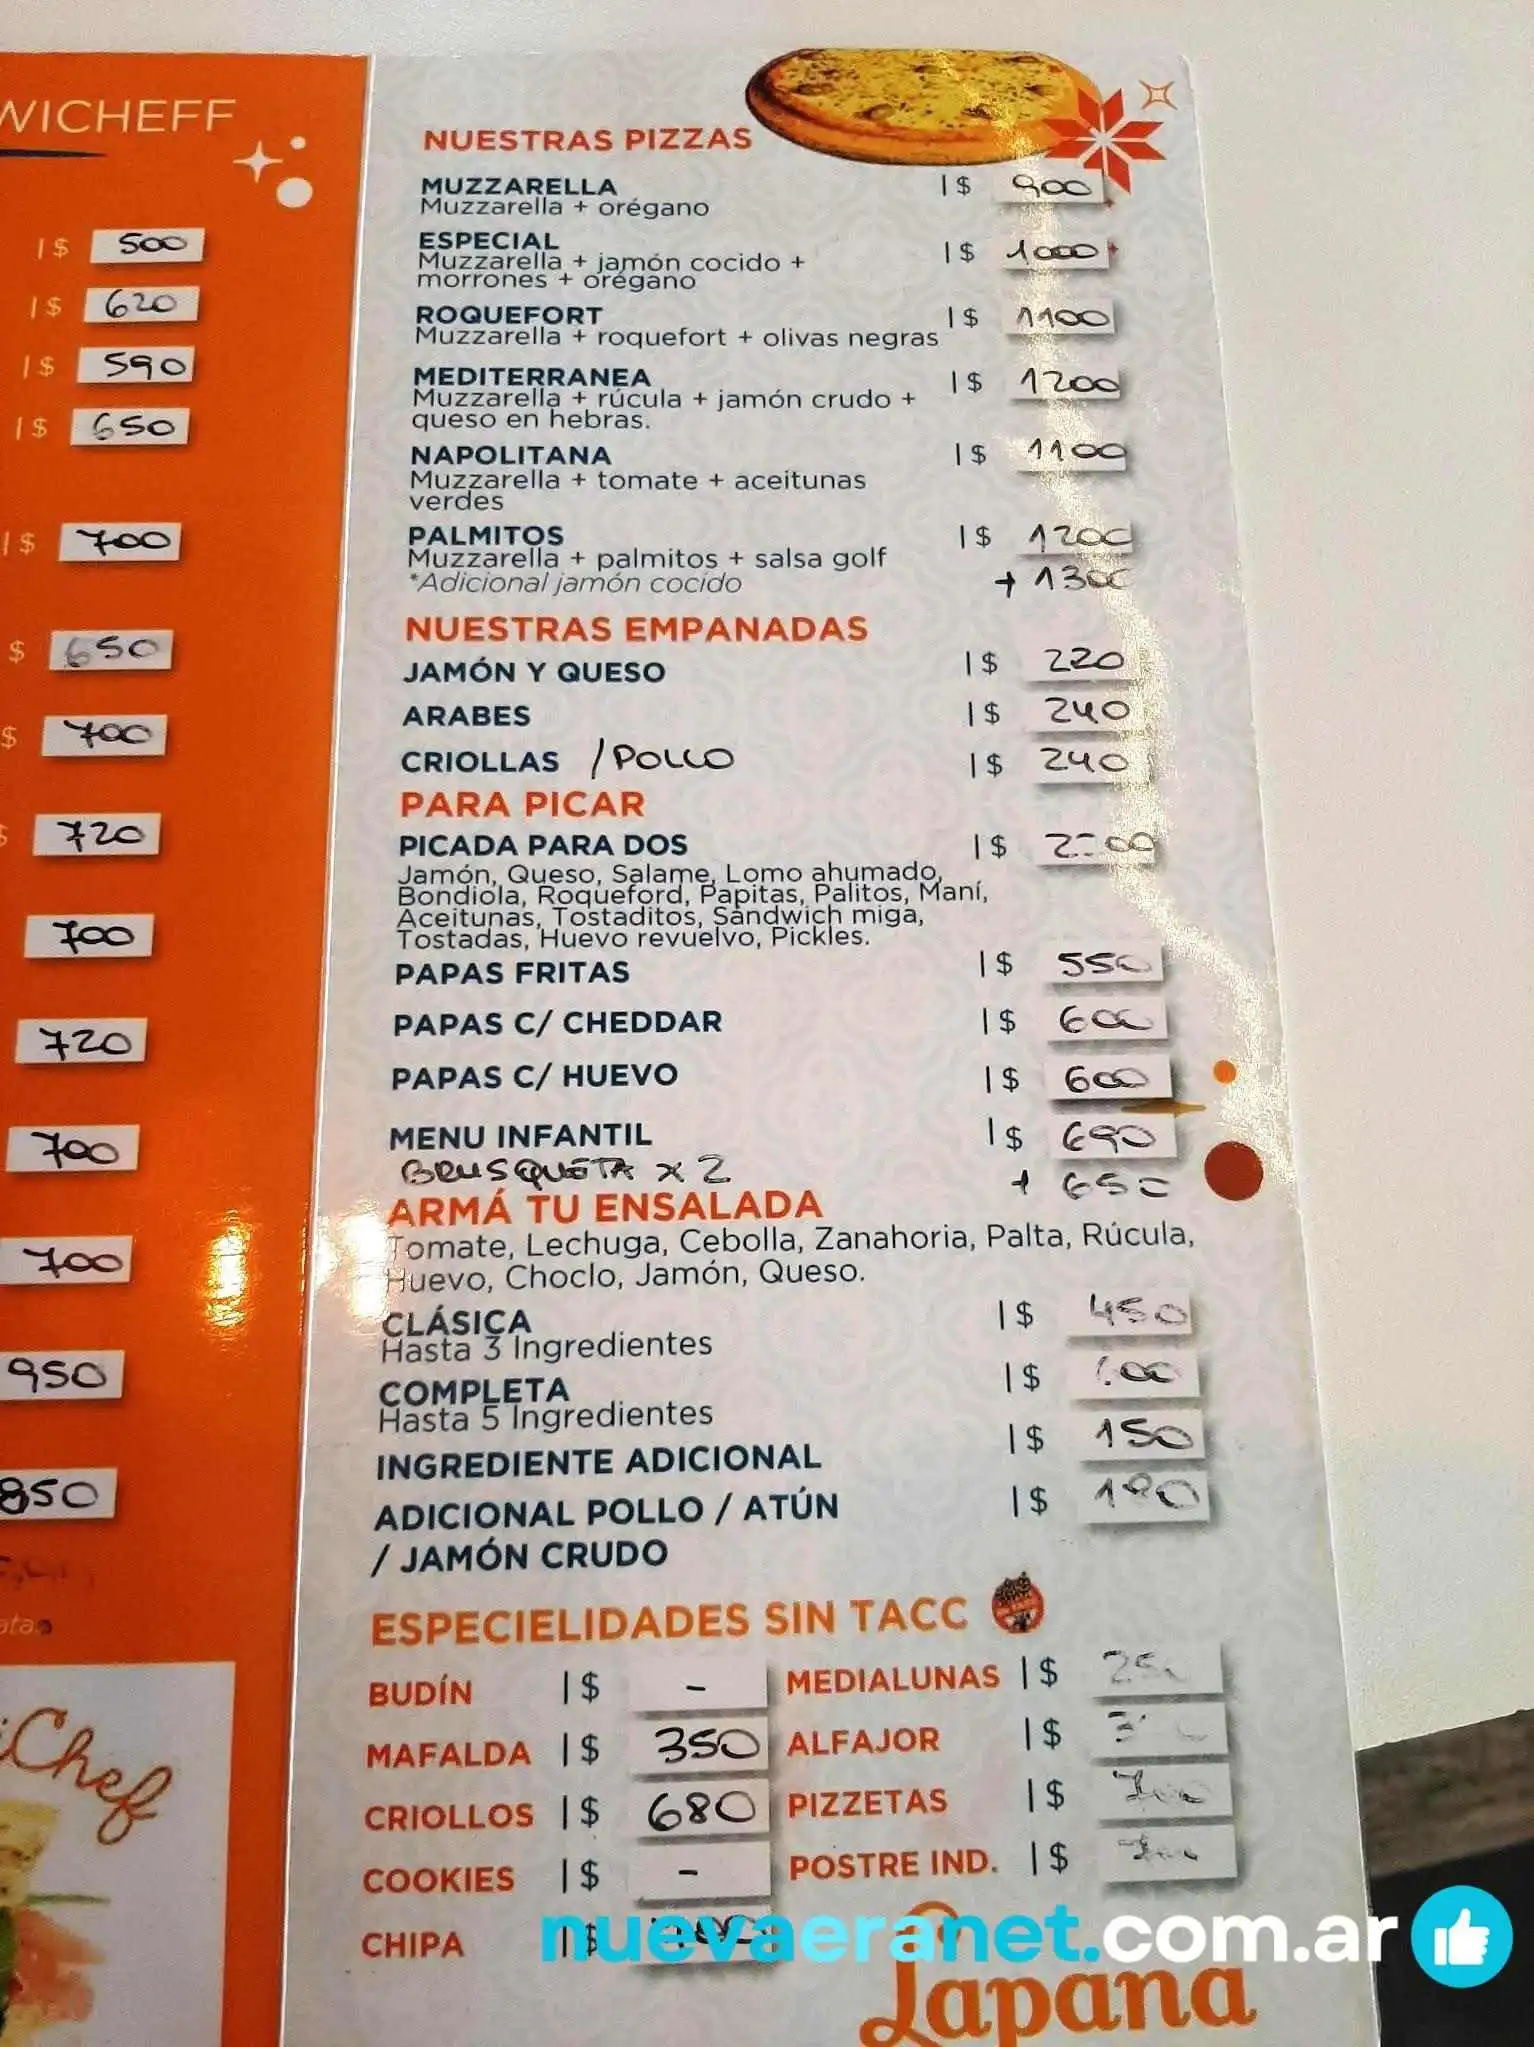 WICHEFF
| $ 500
| $ 620
| $ 590
| $ 650
| $ 700
$ 650
$ 700
$ 720
700
720
700
700
950
850
iChef
NUESTRAS PIZZAS
MUZZARELLA | $ 900
Muzzarella + orégano
ESPECIAL | $ 1000
Muzzarella + jamón cocido +
morrones + orégano
ROQUEFORT | $ 1100
Muzzarella + roquefort + olivas negras
MEDITERRANEA | $ 1200
Muzzarella + rúcula + jamón crudo +
queso en hebras.
NAPOLITANA | $ 1100
Muzzarella + tomate + aceitunas
verdes
PALMITOS | $ 1200
Muzzarella + palmitos + salsa golf
*Adicional jamón cocido + 1300
NUESTRAS EMPANADAS
JAMÓN Y QUESO | $ 220
ARABES | $ 240
CRIOLLAS / POLLO | $ 240
PARA PICAR
PICADA PARA DOS | $
Jamón, Queso, Salame, Lomo ahumado,
Bondiola, Roqueford, Papitas, Palitos, Maní,
Aceitunas, Tostaditos, Sandwich miga,
Tostadas, Huevo revuelvo, Pickles.
PAPAS FRITAS | $ 550
PAPAS C/ CHEDDAR | $ 600
PAPAS C/ HUEVO | $ 600
MENU INFANTIL | $ 690
BRUSQUETA x 2 + 650
ARMÁ TU ENSALADA
Tomate, Lechuga, Cebolla, Zanahoria, Palta, Rúcula,
Huevo, Choclo, Jamón, Queso.
CLÁSICA | $ 450
Hasta 3 Ingredientes
COMPLETA | $
Hasta 5 Ingredientes
INGREDIENTE ADICIONAL | $ 150
ADICIONAL POLLO / ATÚN | $
/ JAMÓN CRUDO
ESPECIELIDADES SIN TACC
BUDÍN | $ - MEDIALUNAS | $
MAFALDA | $ 350 ALFAJOR | $
CRIOLLOS | $ 680 PIZZETAS | $ 700
COOKIES | $ - POSTRE IND. | $
CHIPA | $
nuevaeranet.com.ar
Lapana